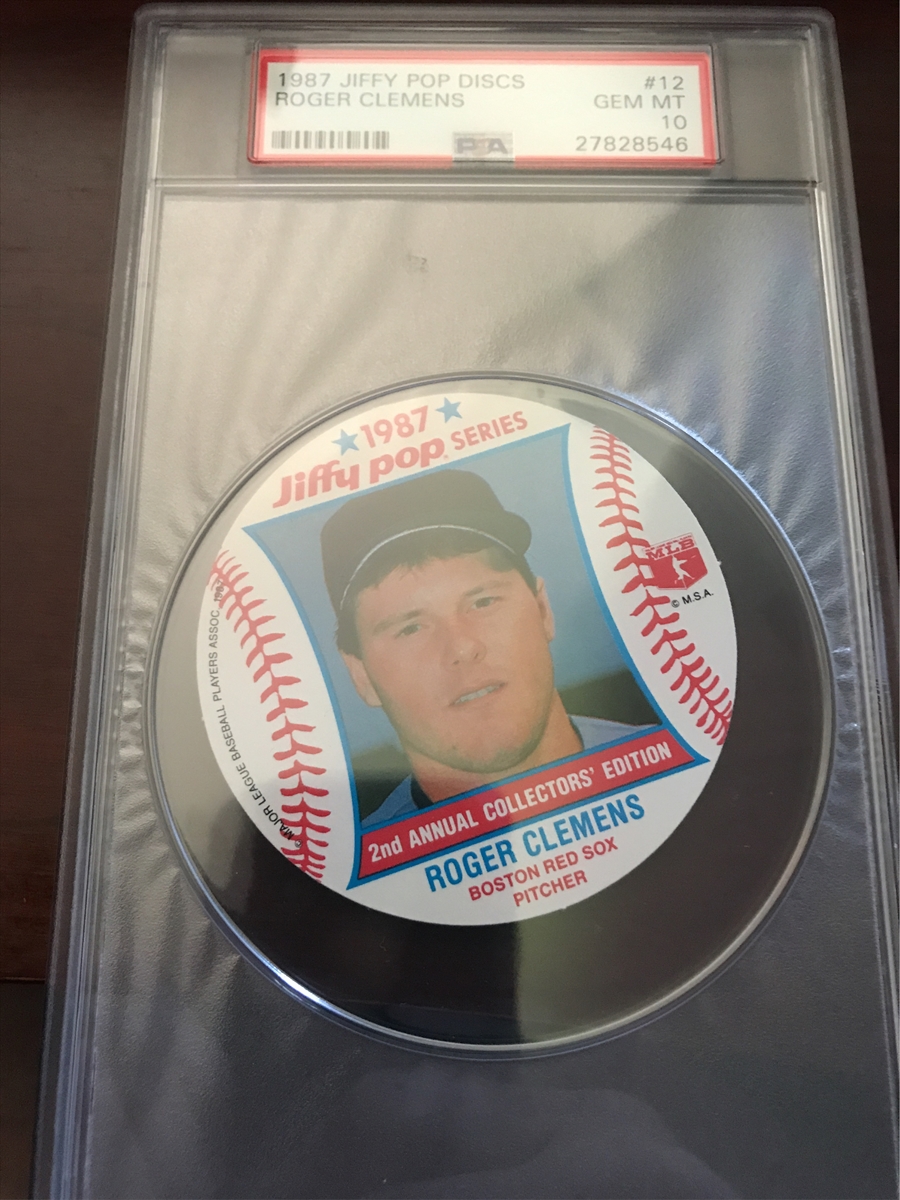 1987 JIFFY POP DISCS #12
ROGER CLEMENS GEM MT
10
PSA 27828546
★1987★
Jiffy pop® SERIES
MLB
© M.S.A.
© MAJOR LEAGUE BASEBALL PLAYERS ASSOC. 1987
2nd ANNUAL COLLECTORS' EDITION
ROGER CLEMENS
BOSTON RED SOX
PITCHER